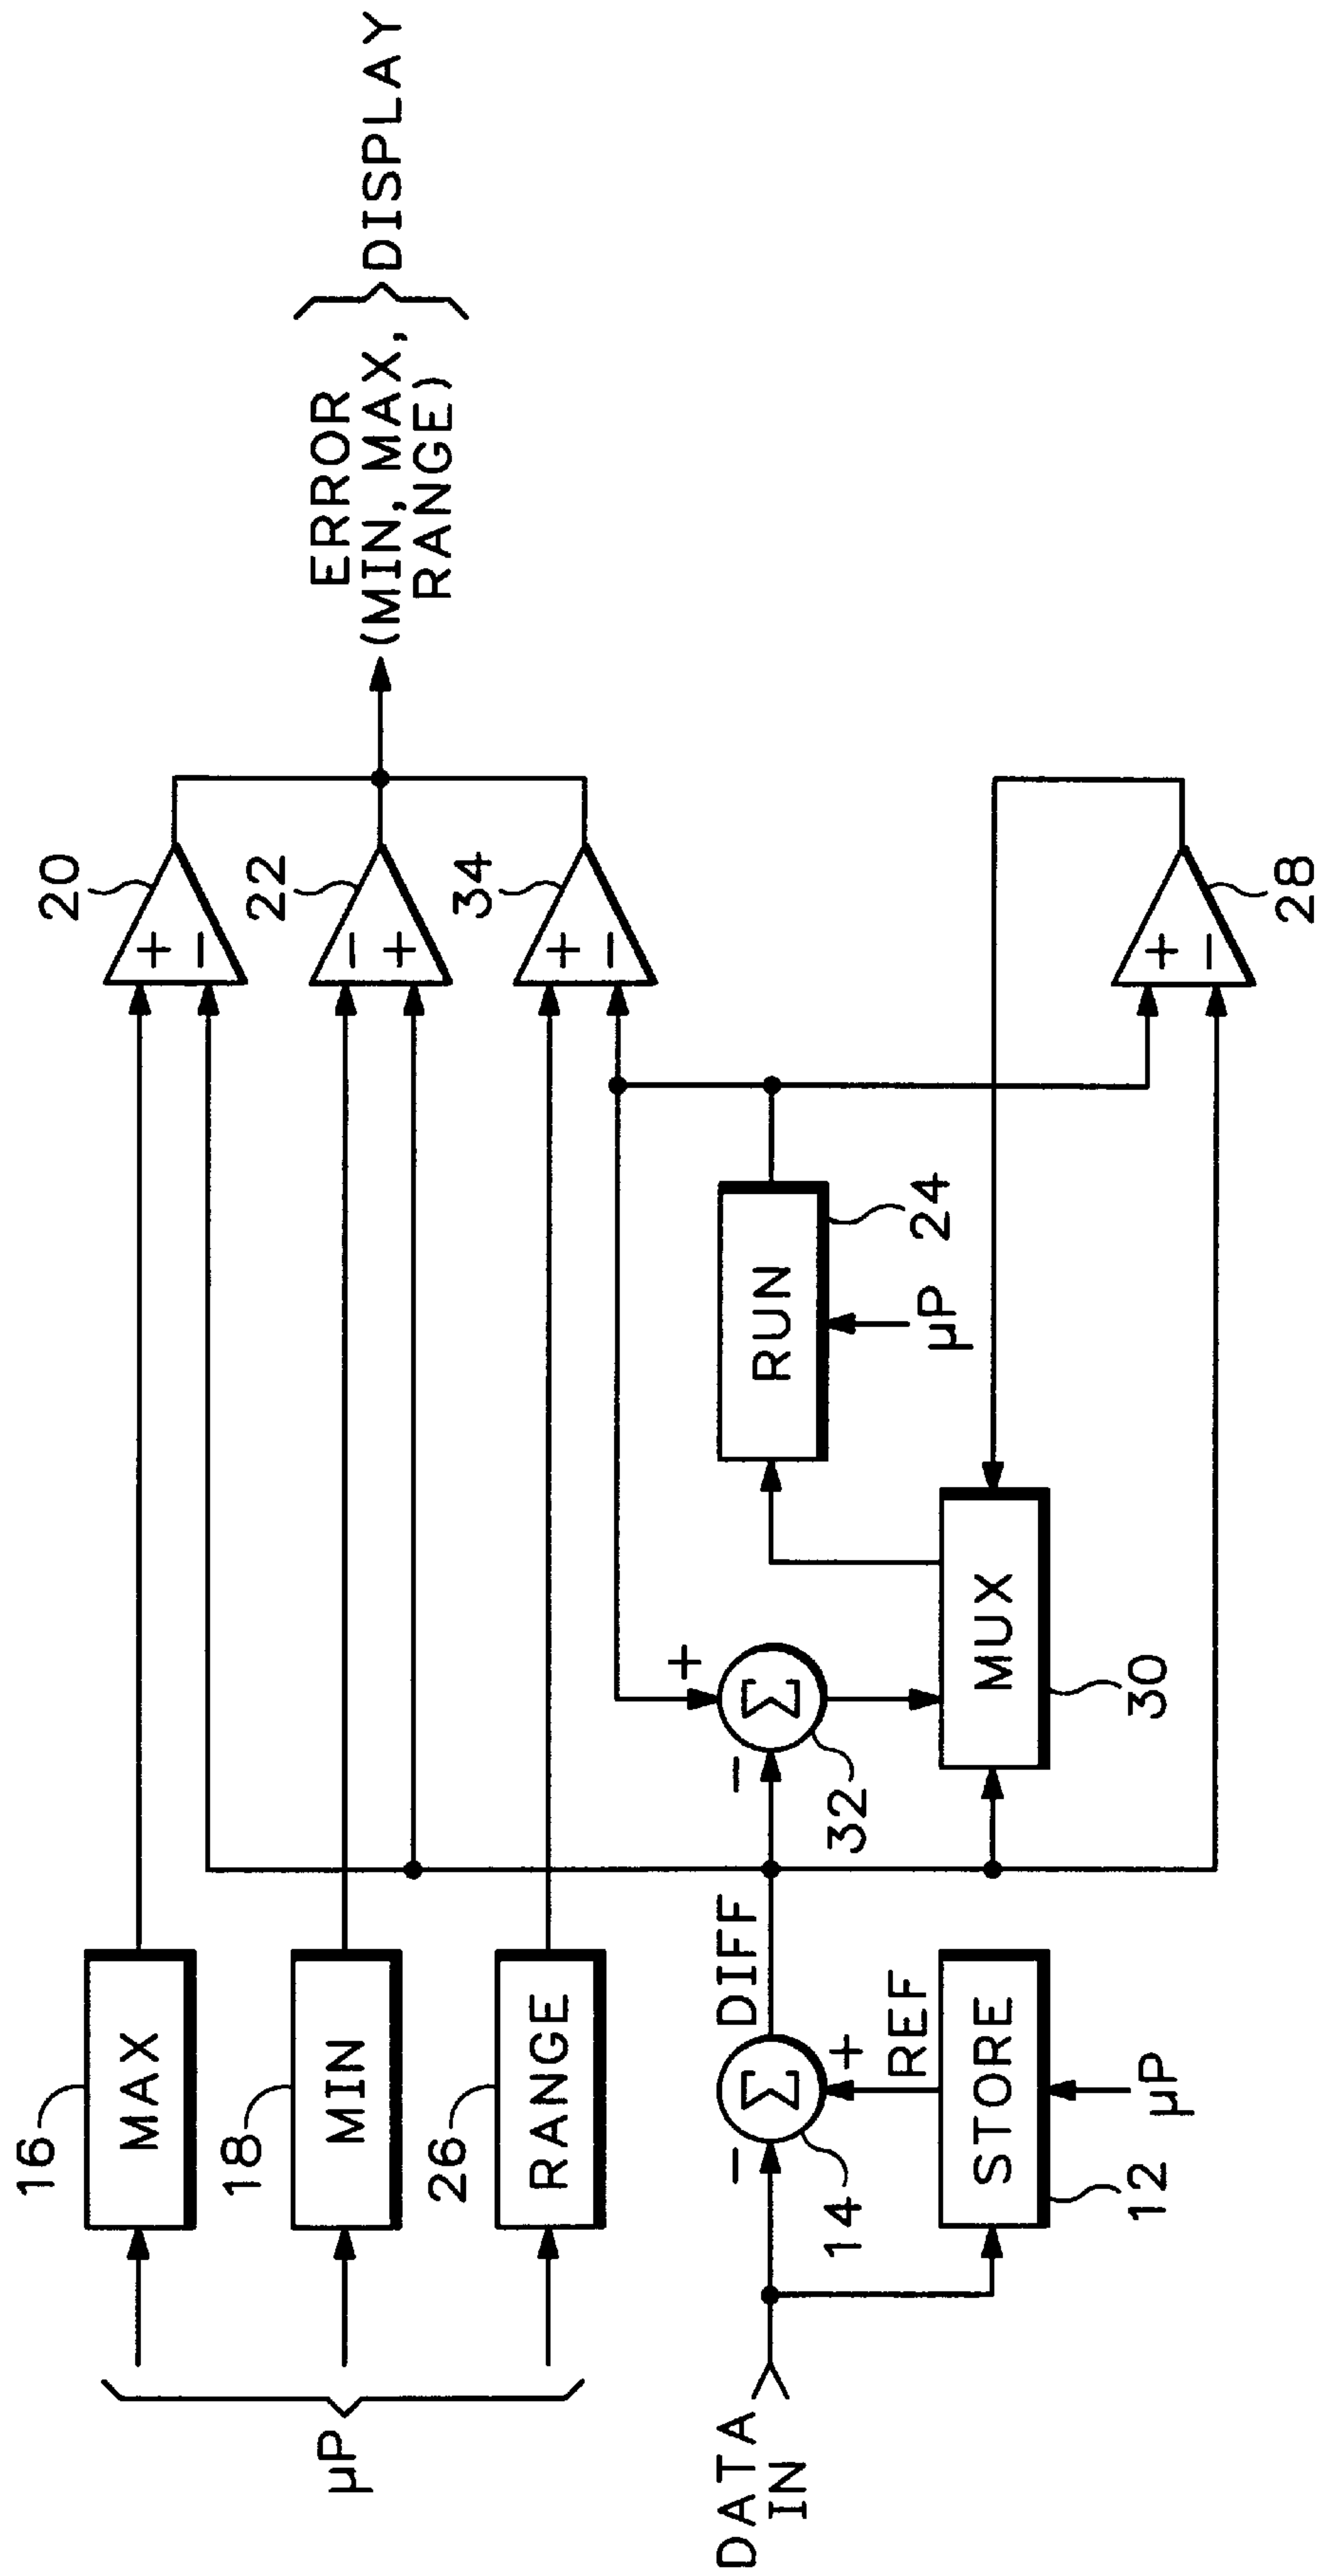 16
MAX
20
+
−
18
MIN
22
−
+
ERROR
(MIN, MAX,
RANGE)
DISPLAY
µP
26
RANGE
34
+
−
DATA
IN
−
Σ
+
14
DIFF
REF
STORE
12
µP
−
+
Σ
32
MUX
30
RUN
24
µP
+
−
28